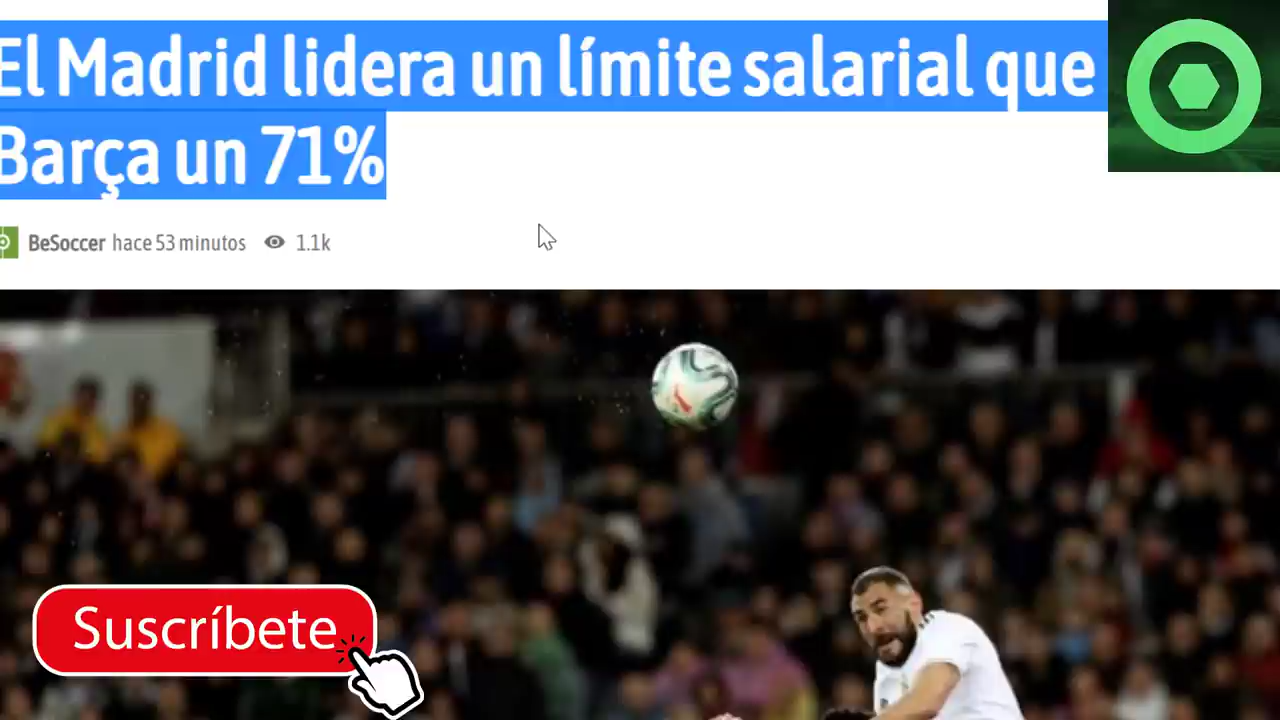 El Madrid lidera un límite salarial que
Barça un 71%
BeSoccer hace 53 minutos 1.1k
Suscríbete